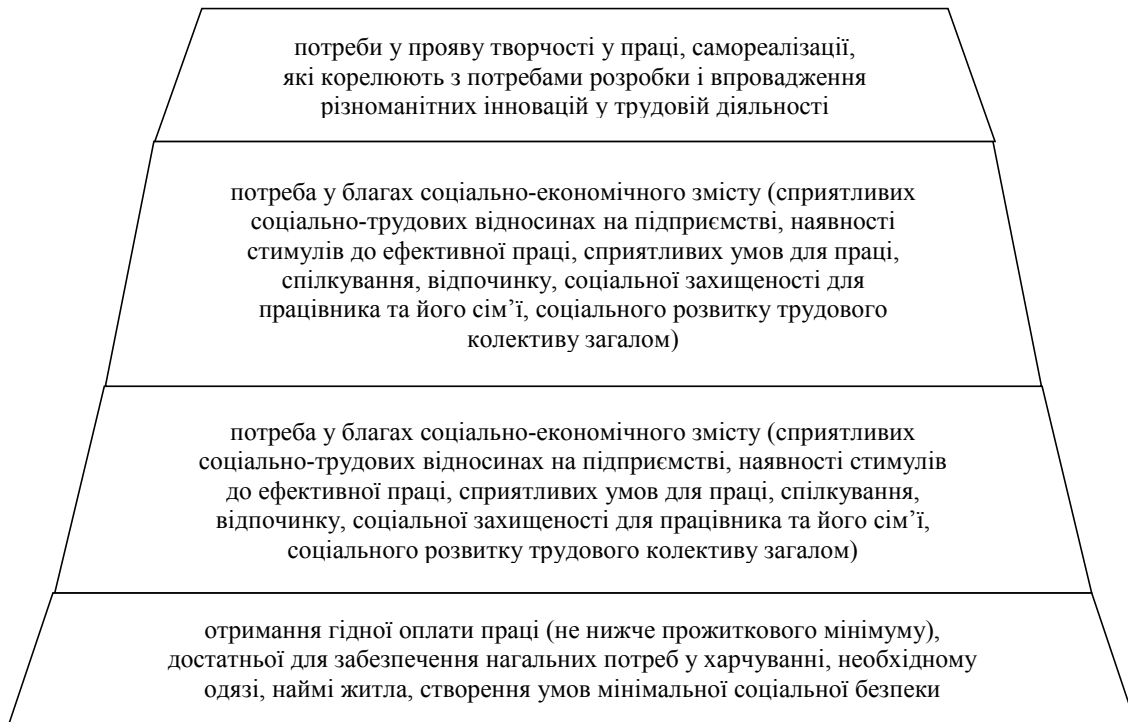 потреби у прояву творчості у праці, самореалізації,
які корелюють з потребами розробки і впровадження
різноманітних інновацій у трудовій діяльності
потреба у благах соціально-економічного змісту (сприятливих
соціально-трудових відносинах на підприємстві, наявності
стимулів до ефективної праці, сприятливих умов для праці,
спілкування, відпочинку, соціальної захищеності для
працівника та його сім’ї, соціального розвитку трудового
колективу загалом)
потреба у благах соціально-економічного змісту (сприятливих
соціально-трудових відносинах на підприємстві, наявності стимулів
до ефективної праці, сприятливих умов для праці, спілкування,
відпочинку, соціальної захищеності для працівника та його сім’ї,
соціального розвитку трудового колективу загалом)
отримання гідної оплати праці (не нижче прожиткового мінімуму),
достатньої для забезпечення нагальних потреб у харчуванні, необхідному
одязі, наймі житла, створення умов мінімальної соціальної безпеки